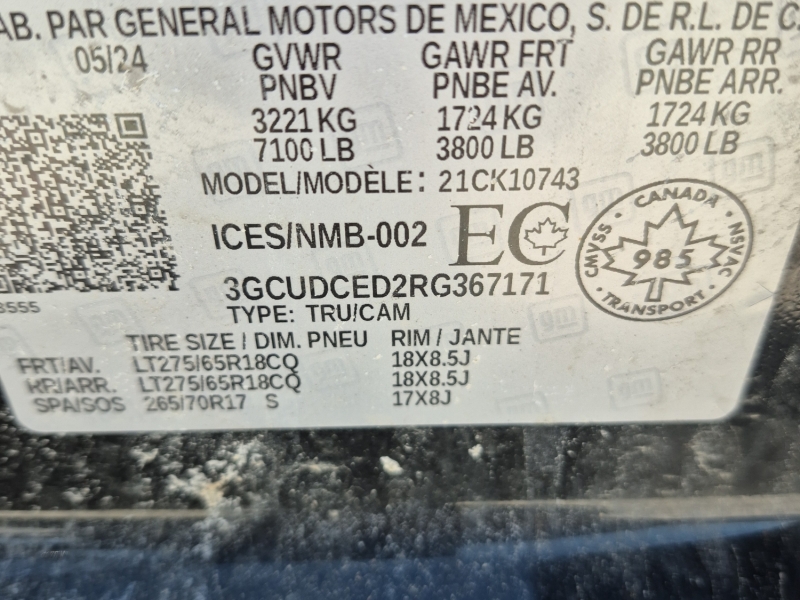 AB. PAR GENERAL MOTORS DE MEXICO, S. DE R.L. DE C.
05/24 GVWR GAWR FRT GAWR RR
PNBV PNBE AV. PNBE ARR.
3221 KG 1724 KG 1724 KG
7100 LB 3800 LB 3800 LB
MODEL/MODÈLE: 21CK10743
ICES/NMB-002 EC
CANADA CMVSS NSVAC 985 TRANSPORT
3555
3GCUDCED2RG367171
TYPE: TRU/CAM
TIRE SIZE / DIM. PNEU RIM / JANTE
FRT/AV. LT275/65R18CQ 18X8.5J
RR/ARR. LT275/65R18CQ 18X8.5J
SPA/SOS 265/70R17 S 17X8J